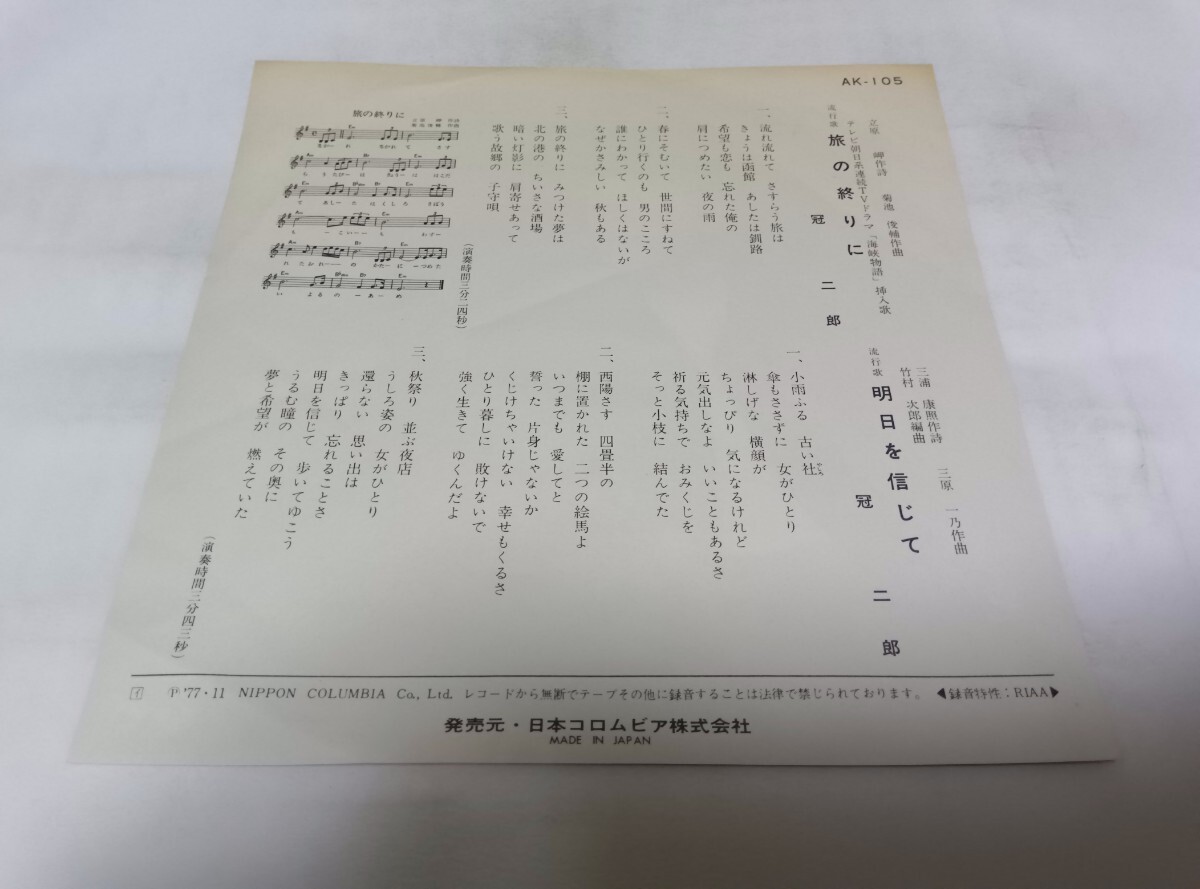 AK-105
立原 岬作詩 菊池 俊輔作曲
テレビ朝日系連続TVドラマ「海峡物語」挿入歌
流行歌 旅の終りに
冠 二郎
一、流れ流れて さすらう旅は
きょうは函館 あしたは釧路
希望も恋も 忘れた俺の
肩につめたい 夜の雨
二、春にそむいて 世間にすねて
ひとり行くのも 男のこころ
誰にわかって ほしくはないが
なぜかさみしい 秋もある
三、旅の終りに みつけた夢は
北の港の ちいさな酒場
暗い灯影に 肩寄せあって
歌う故郷の 子守唄
(演奏時間三分二四秒)
旅の終りに
三浦 康照作詩 三原 一乃作曲
竹村 次郎編曲
流行歌 明日を信じて
冠 二郎
一、小雨ふる 古い社
やしろ
傘もささずに 女がひとり
淋しげな 横顔が
ちょっぴり 気になるけれど
元気出しなよ いいこともあるさ
祈る気持ちで おみくじを
そっと小枝に 結んでた
二、西陽さす 四畳半の
棚に置かれた 二つの絵馬よ
いつまでも 愛してと
誓った 片身じゃないか
くじけちゃいけない 幸せもくるさ
ひとり暮しに 敗けないで
強く生きて ゆくんだよ
三、秋祭り 並ぶ夜店
うしろ姿の 女がひとり
還らない 思い出は
きっぱり 忘れることさ
明日を信じて 歩いてゆこう
うるむ瞳の その奥に
夢と希望が 燃えていた
(演奏時間三分四三秒)
イ Ⓟ '77・11 NIPPON COLUMBIA Co., Ltd. レコードから無断でテープその他に録音することは法律で禁じられております。 ◀録音特性:RIAA▶
発売元・日本コロムビア株式会社
MADE IN JAPAN